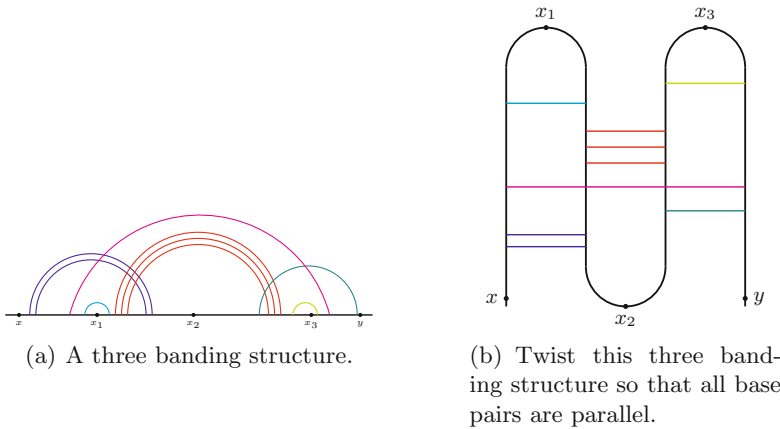 x₁ x₃
x y
x₂
x x₁ x₂ x₃ y
(a) A three banding structure.
(b) Twist this three band-
ing structure so that all base
pairs are parallel.